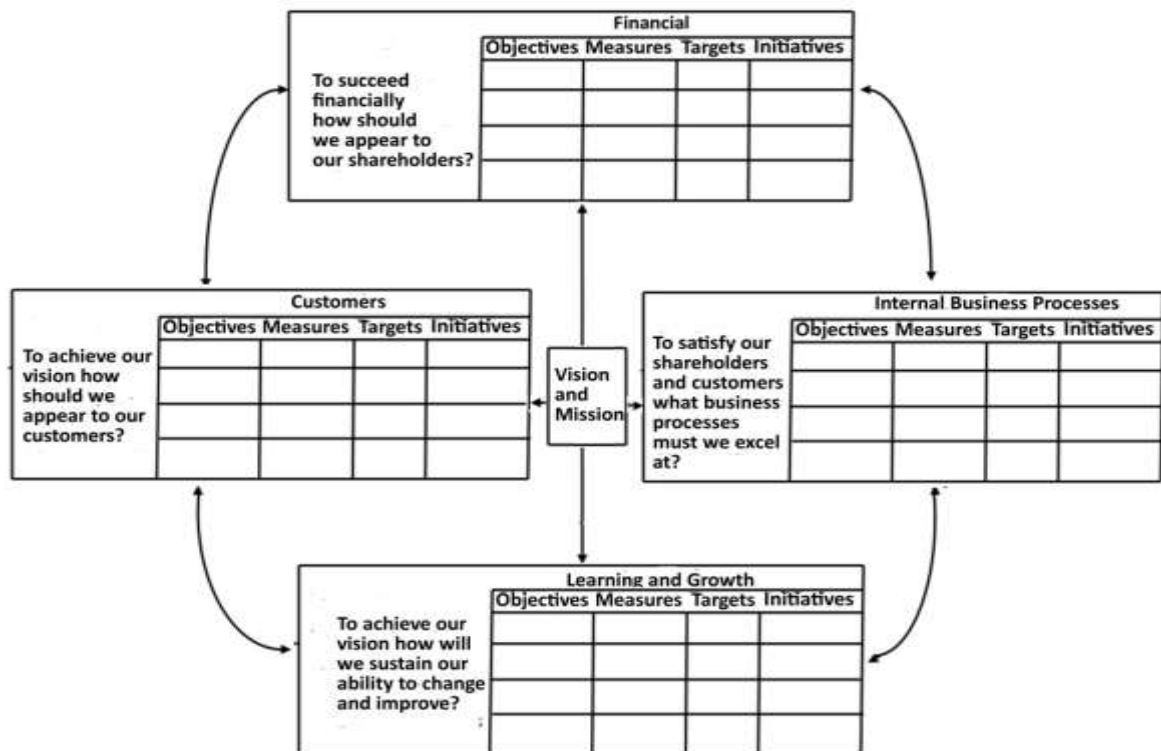 Financial
Objectives Measures Targets Initiatives
To succeed
financially
how should
we appear to
our shareholders?
Customers
Objectives Measures Targets Initiatives
To achieve our
vision how
should we
appear to our
customers?
Vision
and
Mission
Internal Business Processes
Objectives Measures Targets Initiatives
To satisfy our
shareholders
and customers
what business
processes
must we excel
at?
Learning and Growth
Objectives Measures Targets Initiatives
To achieve our
vision how will
we sustain our
ability to change
and improve?